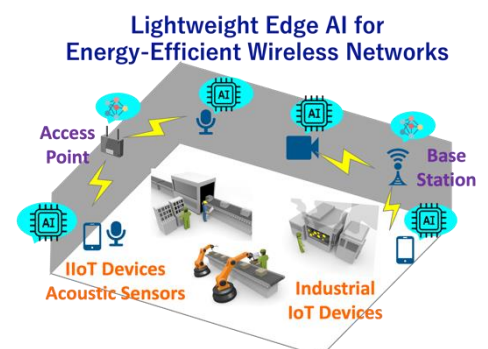 Lightweight Edge AI for
Energy-Efficient Wireless Networks
AI
AI
Access
Point
Base
Station
AI
AI
IIoT Devices
Acoustic Sensors
Industrial
IoT Devices